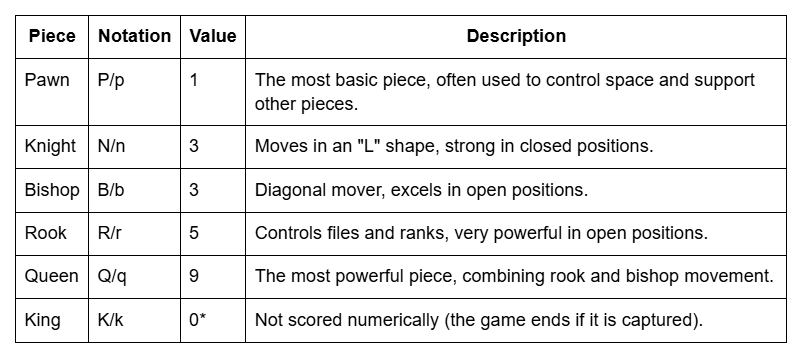 Piece Notation Value Description
Pawn P/p 1 The most basic piece, often used to control space and support
other pieces.
Knight N/n 3 Moves in an "L" shape, strong in closed positions.
Bishop B/b 3 Diagonal mover, excels in open positions.
Rook R/r 5 Controls files and ranks, very powerful in open positions.
Queen Q/q 9 The most powerful piece, combining rook and bishop movement.
King K/k 0* Not scored numerically (the game ends if it is captured).